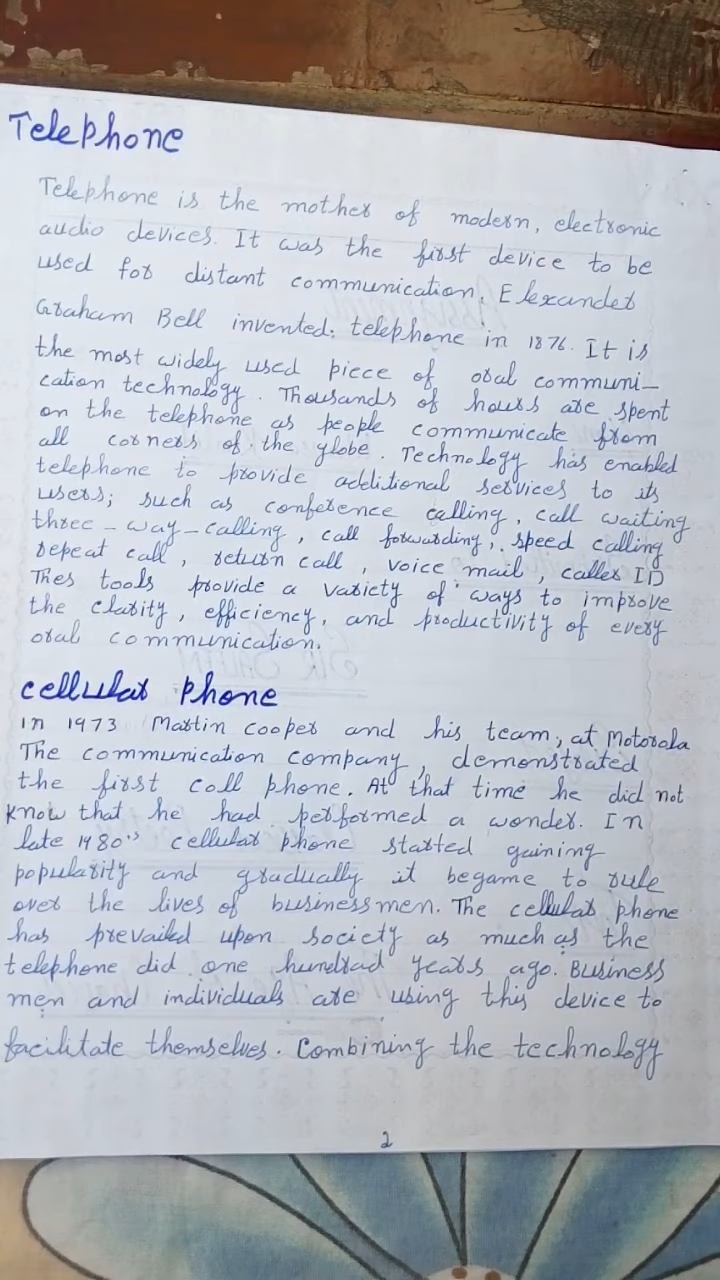 Telephone
Telephone is the mother of modern, electronic
audio devices. It was the first device to be
used for distant communication. Elexander
Graham Bell invented. telephone in 1876. It is
the most widely used piece of oral communi-
cation technology. Thousands of hours are spent
on the telephone as people communicate from
all corners of the globe. Technology has enabled
telephone to provide additional services to its
users; such as conference calling, call waiting
three-way-calling, call forwarding, speed calling
repeat call, return call, voice mail, caller ID
Thes tools provide a variety of ways to improve
the clarity, efficiency, and productivity of every
oral communication.
cellular phone
in 1973 Martin cooper and his team, at Motorola
The communication company, demonstrated
the first coll phone. At that time he did not
know that he had performed a wonder. In
late 1980's cellular phone started gaining
popularity and gradually it begame to rule
over the lives of businessmen. The cellular phone
has prevailed upon society as much as the
telephone did one hundrad years ago. Business
men and individuals are using this device to
facilitate themselves. Combining the technology
2